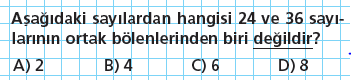 Aşağıdaki sayılardan hangisi 24 ve 36 sayı-
larının ortak bölenlerinden biri değildir?
A) 2 B) 4 C) 6 D) 8